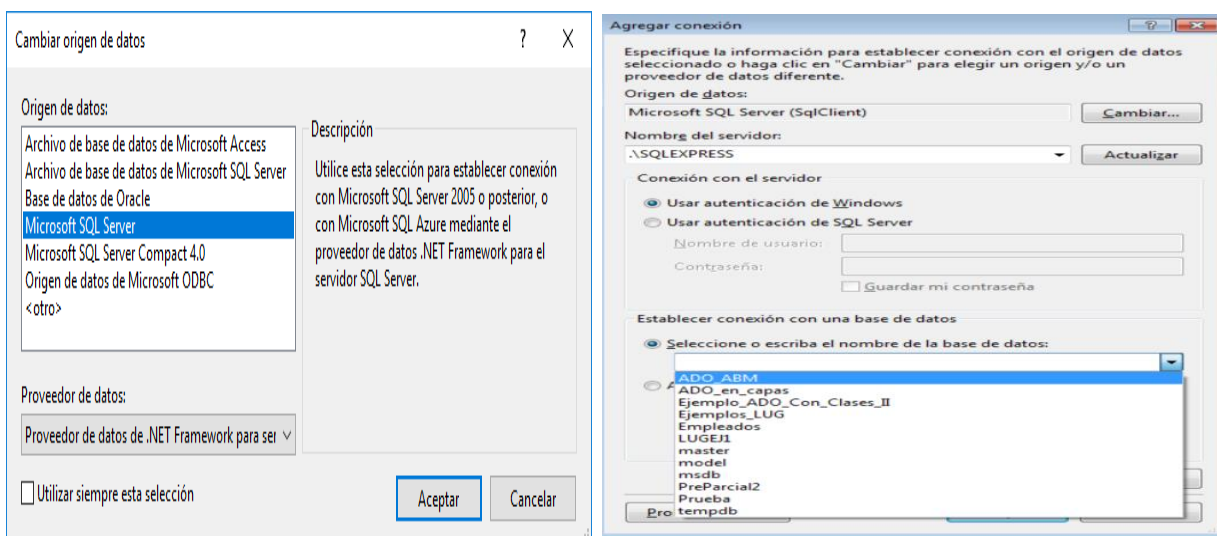 Cambiar origen de datos
?
X
Origen de datos:
Archivo de base de datos de Microsoft Access
Archivo de base de datos de Microsoft SQL Server
Base de datos de Oracle
Microsoft SQL Server
Microsoft SQL Server Compact 4.0
Origen de datos de Microsoft ODBC
<otro>
Descripción
Utilice esta selección para establecer conexión
con Microsoft SQL Server 2005 o posterior, o
con Microsoft SQL Azure mediante el
proveedor de datos .NET Framework para el
servidor SQL Server.
Proveedor de datos:
Proveedor de datos de .NET Framework para ser
Utilizar siempre esta selección
Aceptar
Cancelar
Agregar conexión
?
Especifique la información para establecer conexión con el origen de datos
seleccionado o haga clic en "Cambiar" para elegir un origen y/o un
proveedor de datos diferente.
Origen de datos:
Microsoft SQL Server (SqlClient)
Cambiar...
Nombre del servidor:
.\SQLEXPRESS
Actualizar
Conexión con el servidor
Usar autenticación de Windows
Usar autenticación de SQL Server
Nombre de usuario:
Contraseña:
Guardar mi contraseña
Establecer conexión con una base de datos
Seleccione o escriba el nombre de la base de datos:
ADO_ABM
ADO_en_capas
Ejemplo_ADO_Con_Clases_II
Ejemplos_LUG
Empleados
LUGEJ1
master
model
msdb
PreParcial2
Prueba
tempdb
Pro